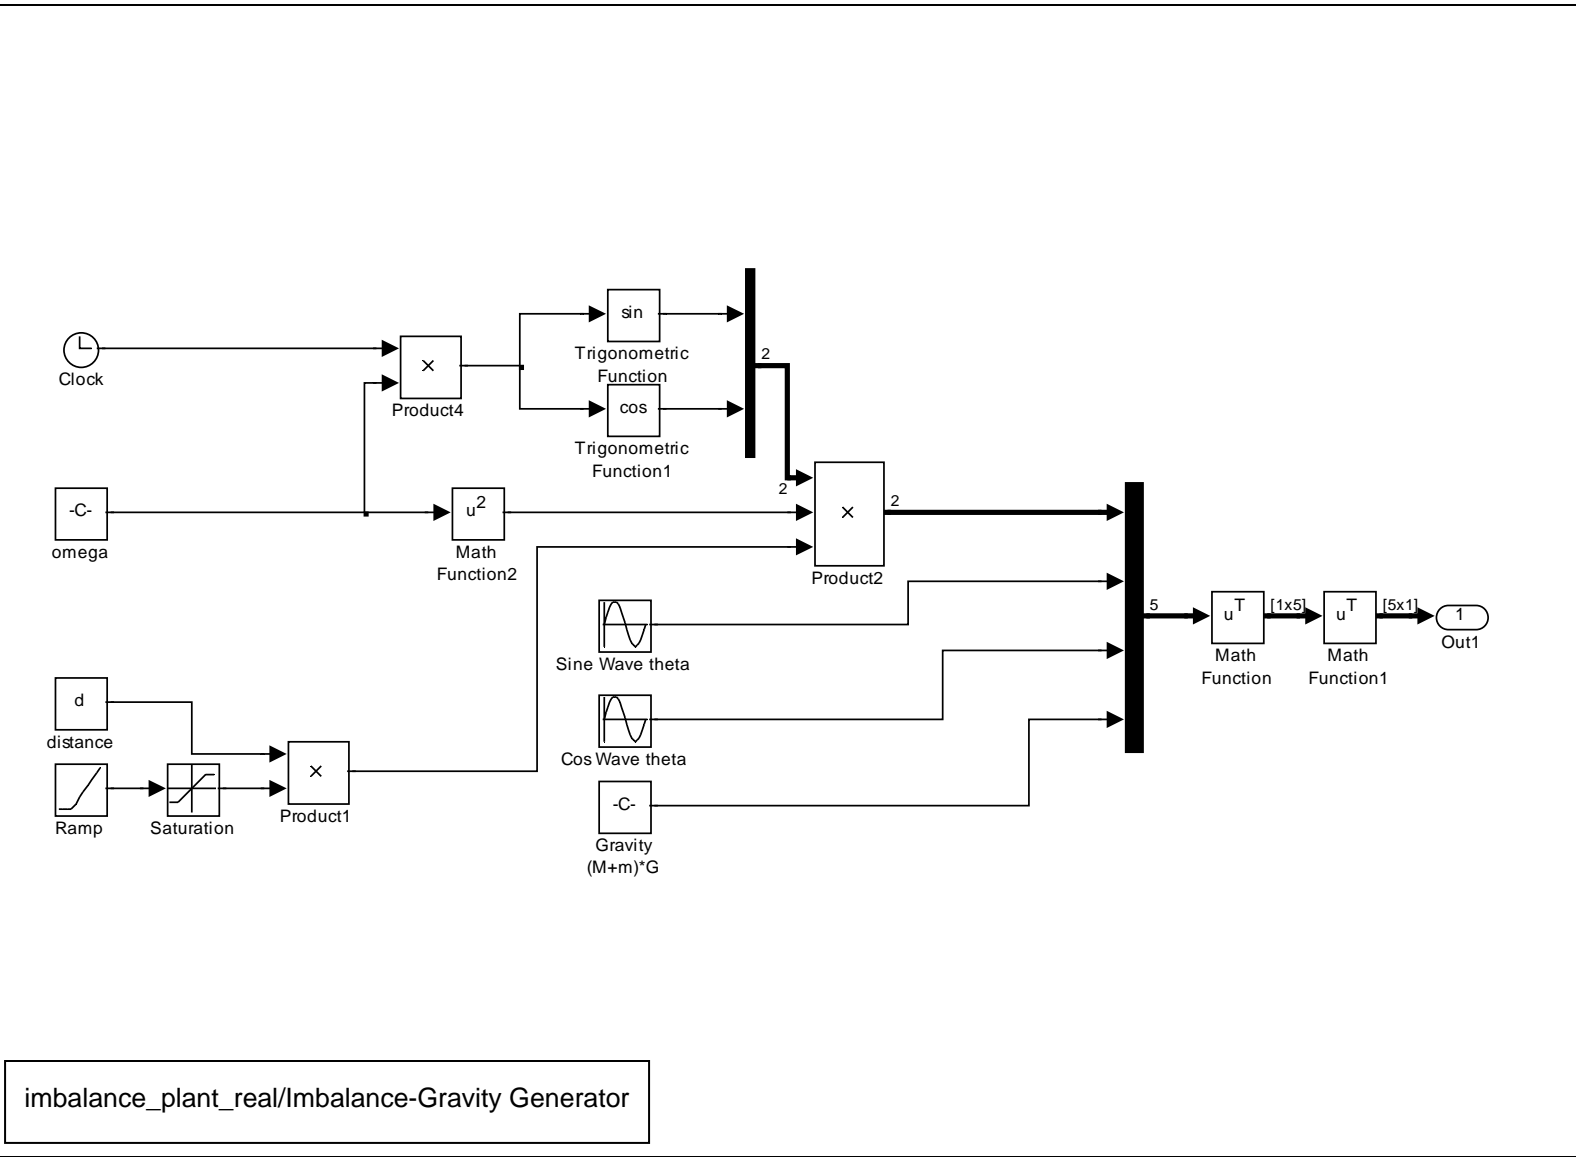 sin
Trigonometric
Function
2
Clock
×
Product4
cos
Trigonometric
Function1
2
-C-
omega
u2
Math
Function2
×
Product2
2
Sine Wave theta
5
uT
Math
Function
[1x5]
uT
Math
Function1
[5x1]
1
Out1
d
distance
Cos Wave theta
Ramp
Saturation
×
Product1
-C-
Gravity
(M+m)*G
imbalance_plant_real/Imbalance-Gravity Generator